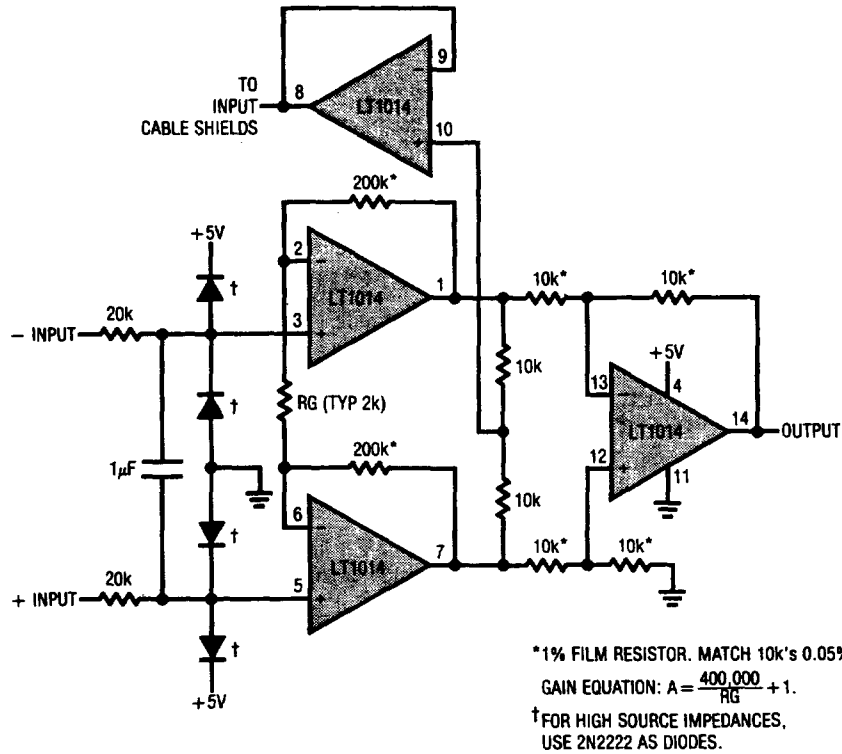 TO
INPUT
CABLE SHIELDS
8
9
10
LT1014
200k*
+5V
†
2
3
1
LT1014
− INPUT
20k
10k*
10k*
10k
†
RG (TYP 2k)
+5V
13
4
14
OUTPUT
LT1014
12
11
200k*
1μF
10k
†
6
5
7
LT1014
10k*
10k*
+ INPUT
20k
†
+5V
*1% FILM RESISTOR. MATCH 10k's 0.05%
GAIN EQUATION: A = 400,000/RG + 1.
†FOR HIGH SOURCE IMPEDANCES,
USE 2N2222 AS DIODES.